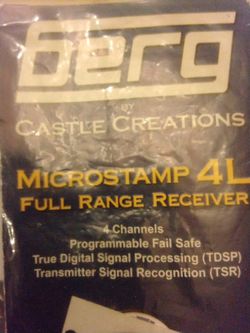 Berg
BY
CASTLE CREATIONS
MICROSTAMP 4L
FULL RANGE RECEIVER
4 Channels
Programmable Fail Safe
True Digital Signal Processing (TDSP)
Transmitter Signal Recognition (TSR)